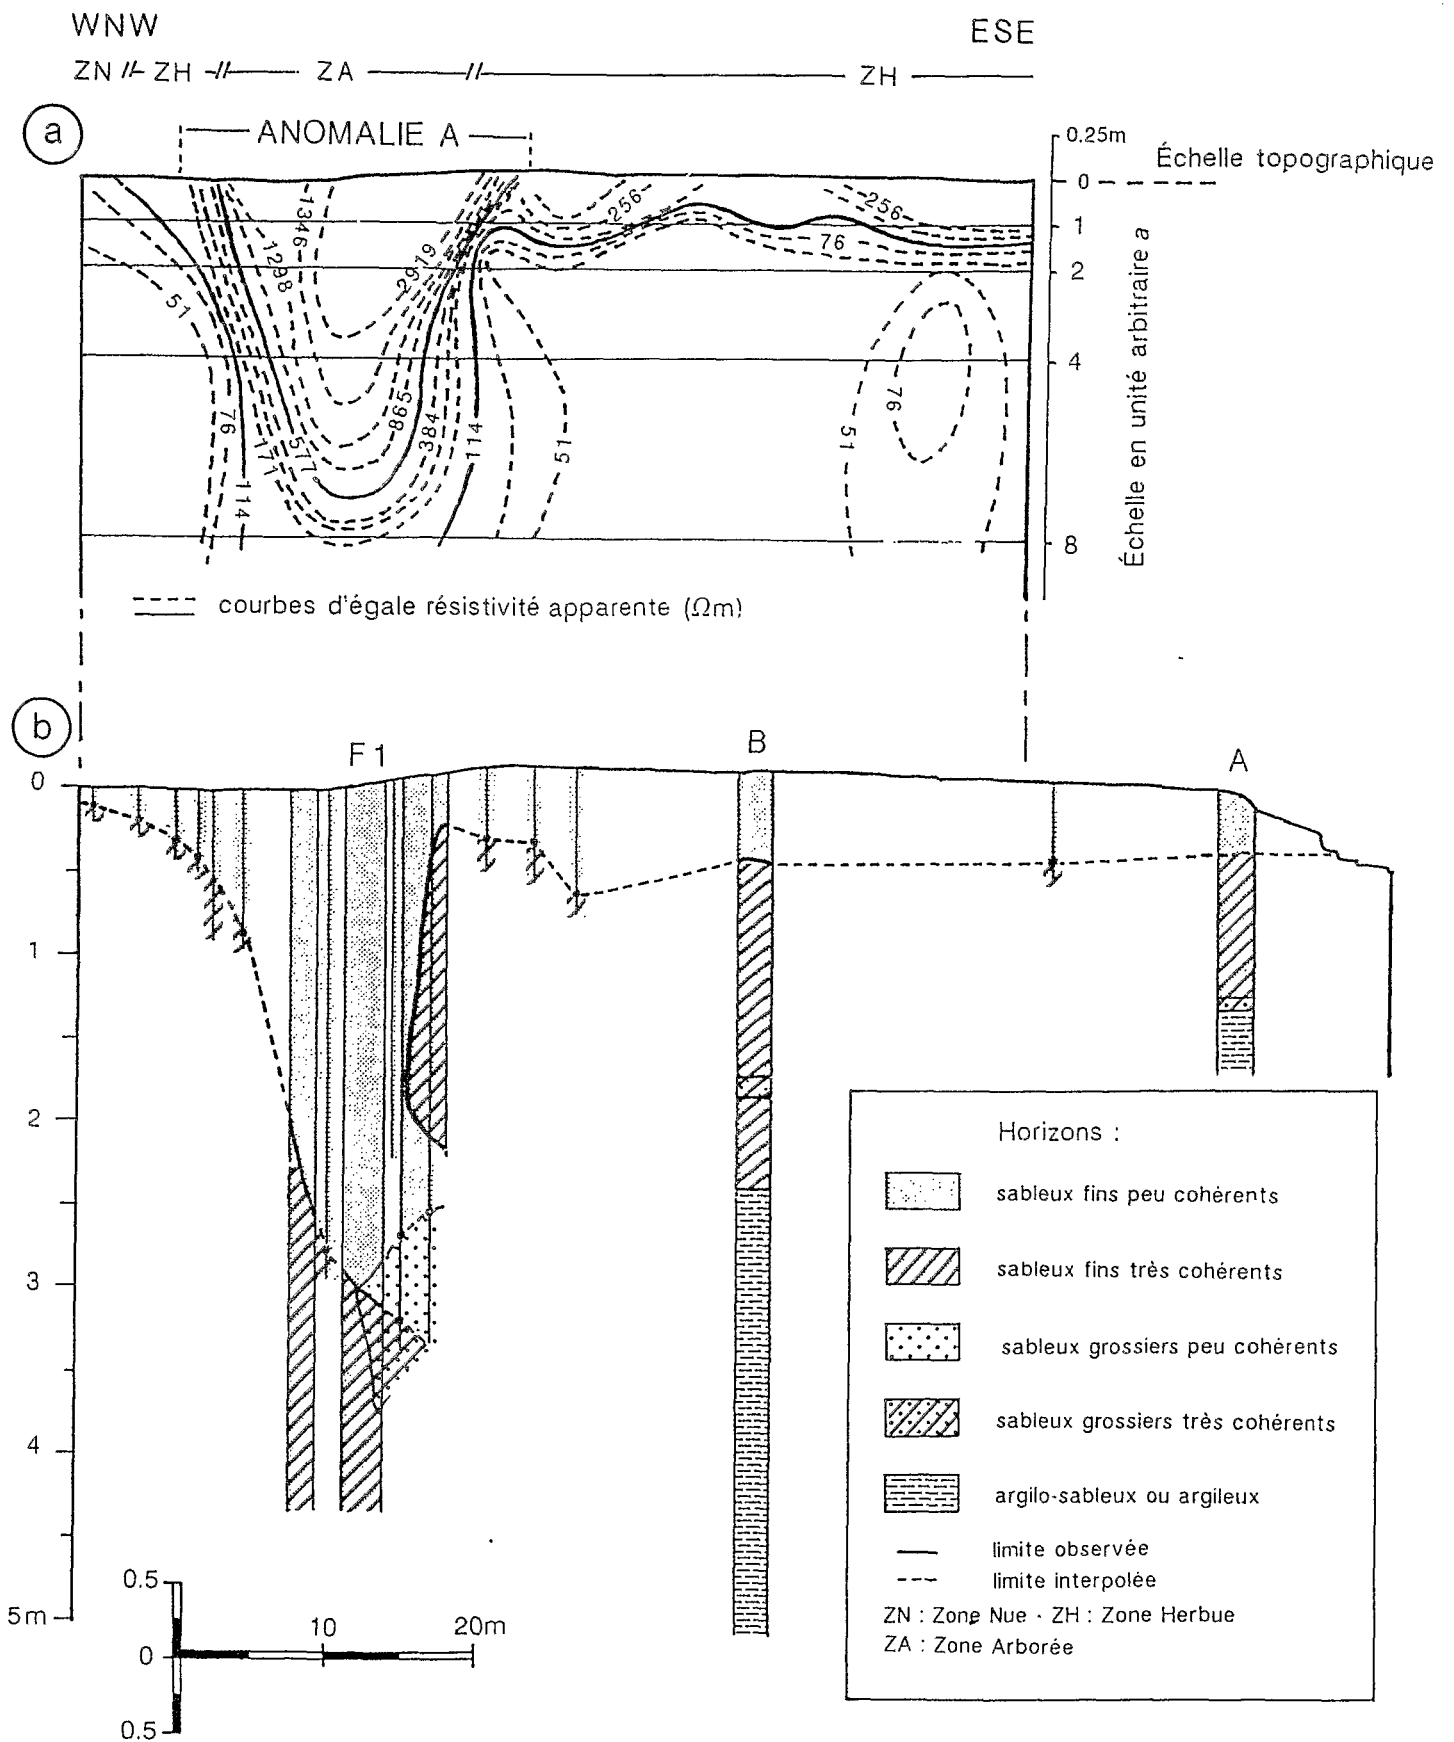 WNW ESE
ZN ZH ZA ZH
a
ANOMALIE A
0.25m
Échelle topographique
0
1
2
4
8
Échelle en unité arbitraire a
1346
1298
2919
256
256
76
51
76
114
171
577
865
384
114
51
51
76
courbes d'égale résistivité apparente (Ωm)
b
F1 B A
0
1
2
3
4
5m
0.5
0
0.5
10 20m
Horizons :
sableux fins peu cohérents
sableux fins très cohérents
sableux grossiers peu cohérents
sableux grossiers très cohérents
argilo-sableux ou argileux
limite observée
limite interpolée
ZN : Zone Nue · ZH : Zone Herbue
ZA : Zone Arborée